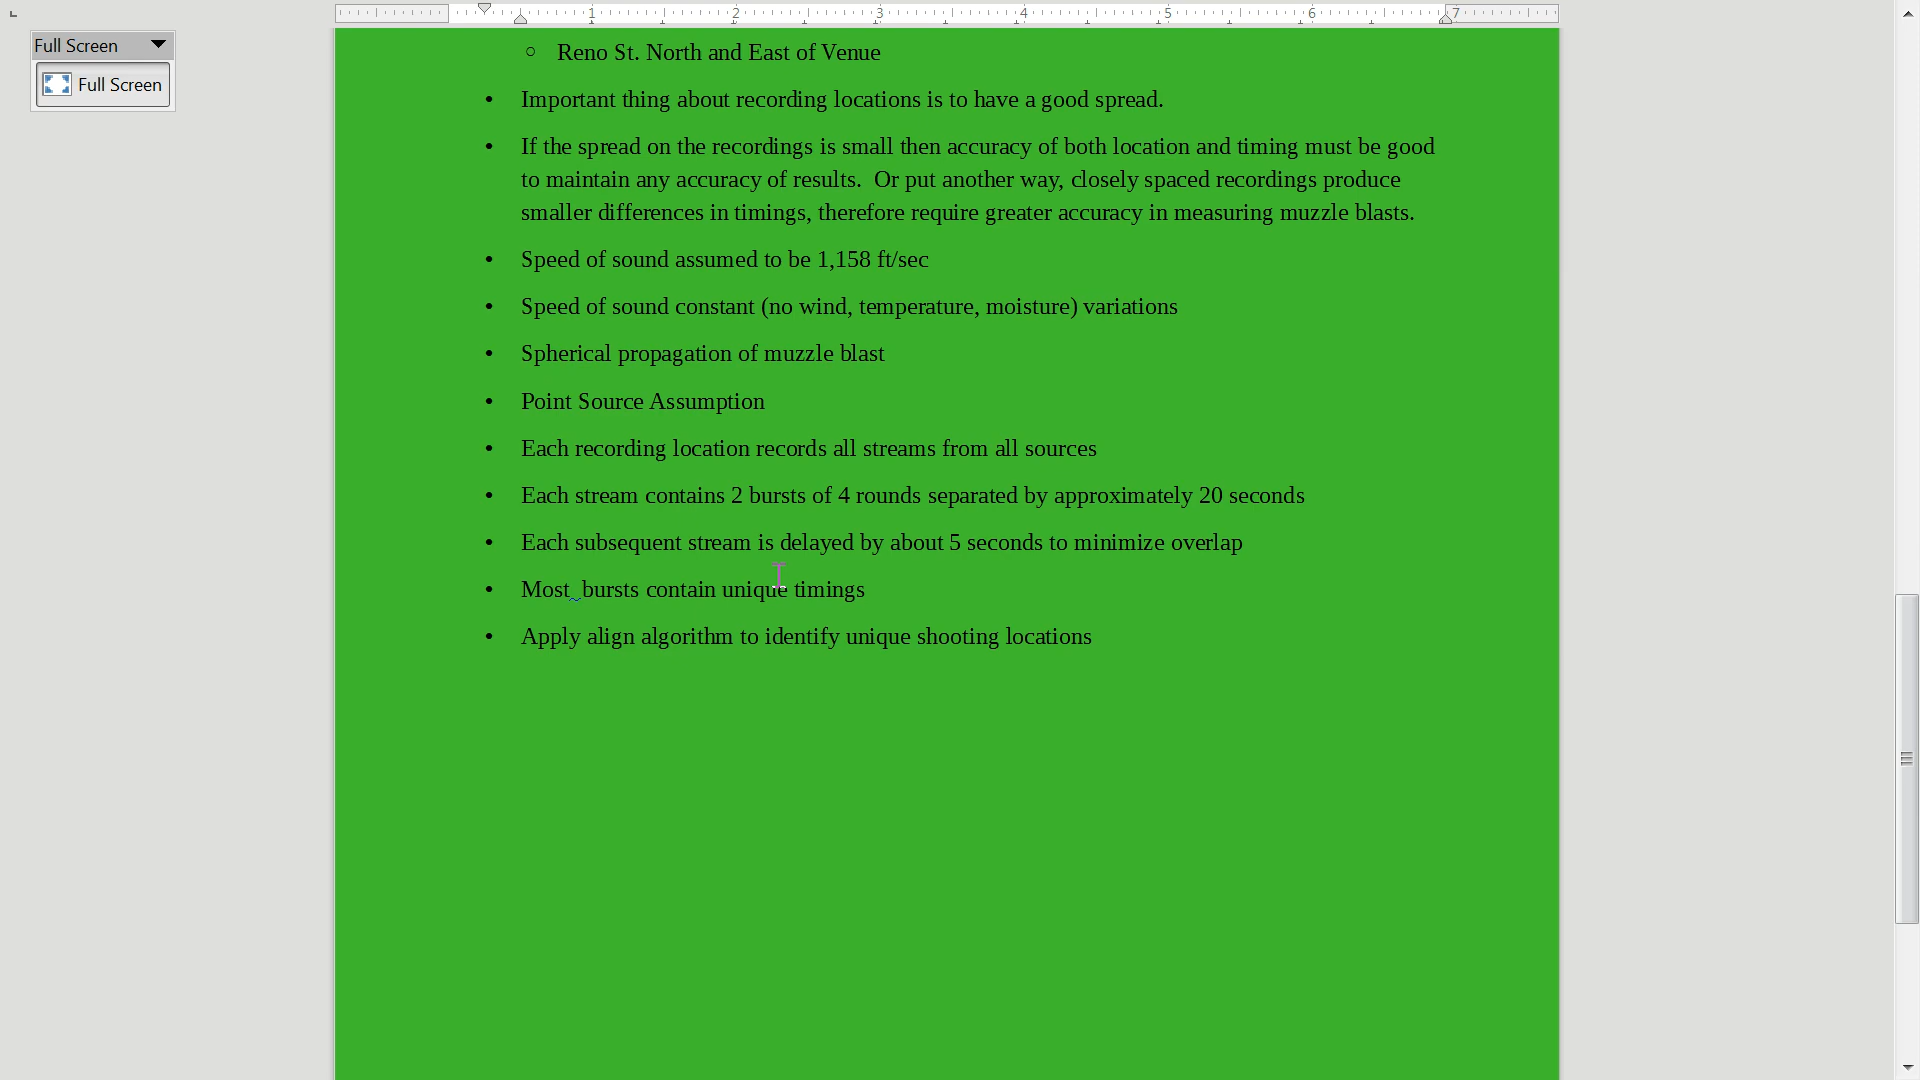 1 2 3 4 5 6 7
Full Screen
Full Screen
◦ Reno St. North and East of Venue
• Important thing about recording locations is to have a good spread.
• If the spread on the recordings is small then accuracy of both location and timing must be good
to maintain any accuracy of results.  Or put another way, closely spaced recordings produce
smaller differences in timings, therefore require greater accuracy in measuring muzzle blasts.
• Speed of sound assumed to be 1,158 ft/sec
• Speed of sound constant (no wind, temperature, moisture) variations
• Spherical propagation of muzzle blast
• Point Source Assumption
• Each recording location records all streams from all sources
• Each stream contains 2 bursts of 4 rounds separated by approximately 20 seconds
• Each subsequent stream is delayed by about 5 seconds to minimize overlap
• Most  bursts contain unique timings
• Apply align algorithm to identify unique shooting locations